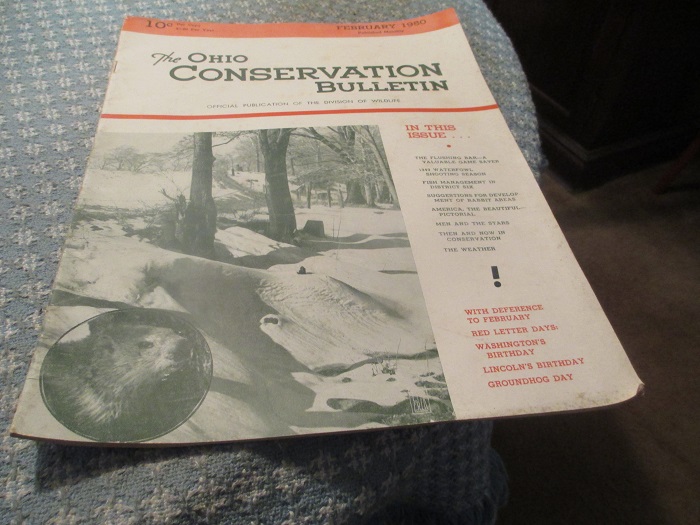 10¢
FEBRUARY 1950
Published Monthly
The OHIO
CONSERVATION
BULLETIN
OFFICIAL PUBLICATION OF THE DIVISION OF WILDLIFE
IN THIS
ISSUE . . .
THE FLUSHING BAR—A
VALUABLE GAME SAVER
1949 WATERFOWL
SHOOTING SEASON
FISH MANAGEMENT IN
DISTRICT SIX
SUGGESTIONS FOR DEVELOP
MENT OF RABBIT AREAS
AMERICA, THE BEAUTIFUL—
PICTORIAL
MEN AND THE STARS
THEN AND NOW IN
CONSERVATION
THE WEATHER
!
WITH DEFERENCE
TO FEBRUARY
RED LETTER DAYS:
WASHINGTON'S
BIRTHDAY
LINCOLN'S BIRTHDAY
GROUNDHOG DAY